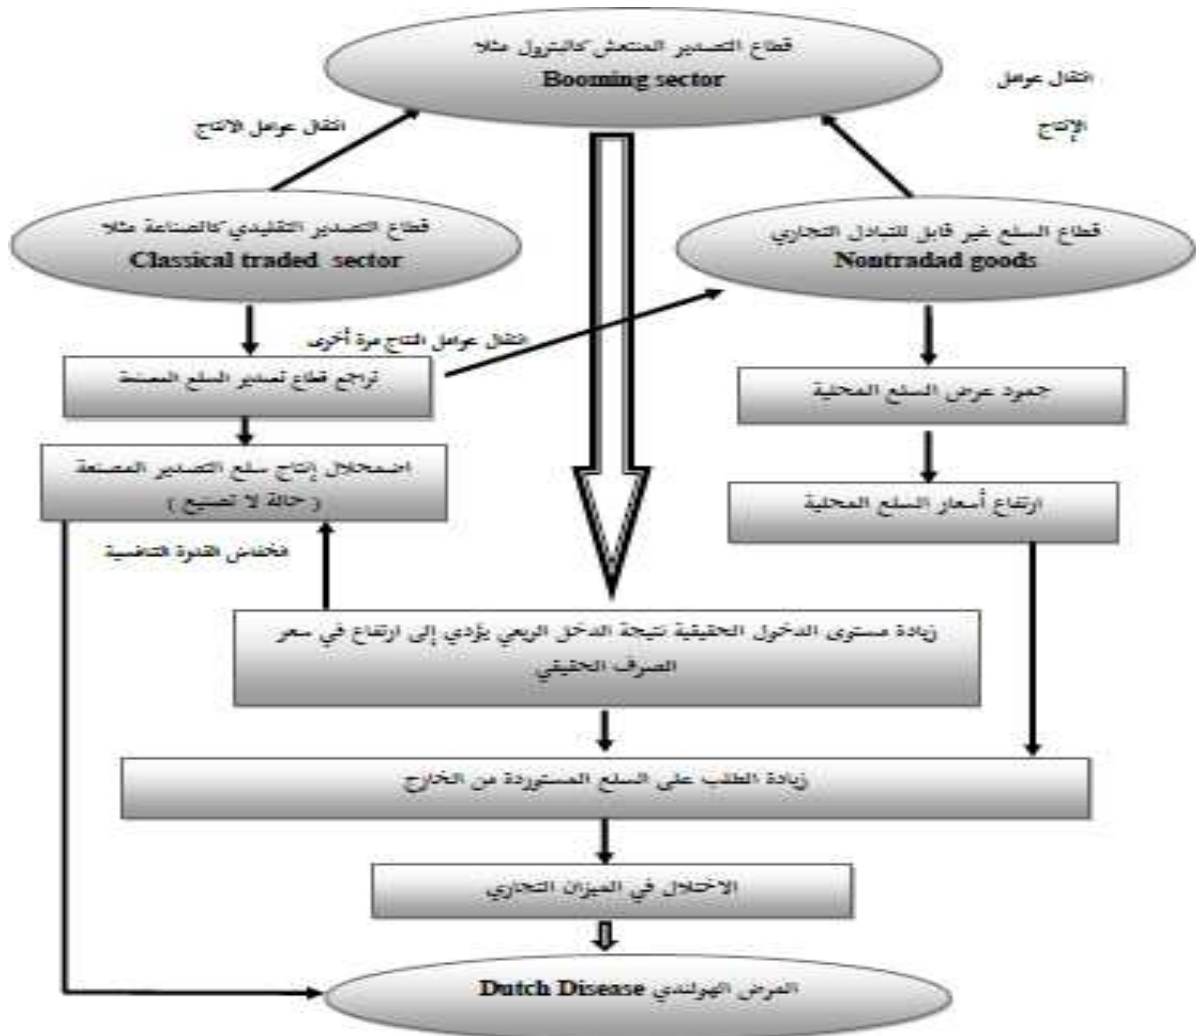 قطاع التصدير المنتعش كالبترول مثلا
Booming sector
انتقال عوامل
الإنتاج
انتقال عوامل الانتاج
قطاع السلع غير قابل للتبادل التجاري
Nontradad goods
قطاع التصدير التقليدي كالصناعة مثلا
Classical traded sector
انتقال عوامل النتاج مرة أخرى
جمود عرض السلع المحلية
تراجع قطاع تصدير السلع المصنعة
ارتفاع أسعار السلع المحلية
اضمحلال إنتاج سلع التصدير المصنعة
( حالة لا تصنيع )
انخفاض القدرة التنافسية
زيادة مستوى الدخول الحقيقية نتيجة الدخل الريعي يؤدي إلى ارتفاع في سعر
الصرف الحقيقي
زيادة الطلب على السلع المستوردة من الخارج
الاختلال في الميزان التجاري
المرض الهولندي Dutch Disease